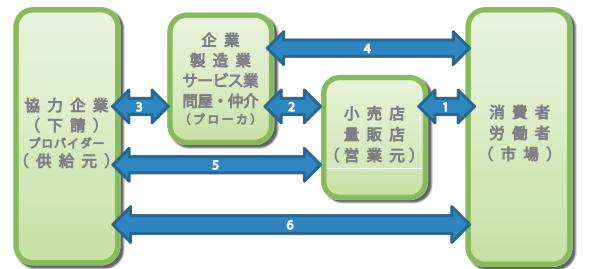 協力企業
(下請)
プロバイダー
(供給元)
3
企業
製造業
サービス業
問屋・仲介
(ブローカ)
2
小売店
量販店
(営業元)
1
消費者
労働者
(市場)
4
5
6